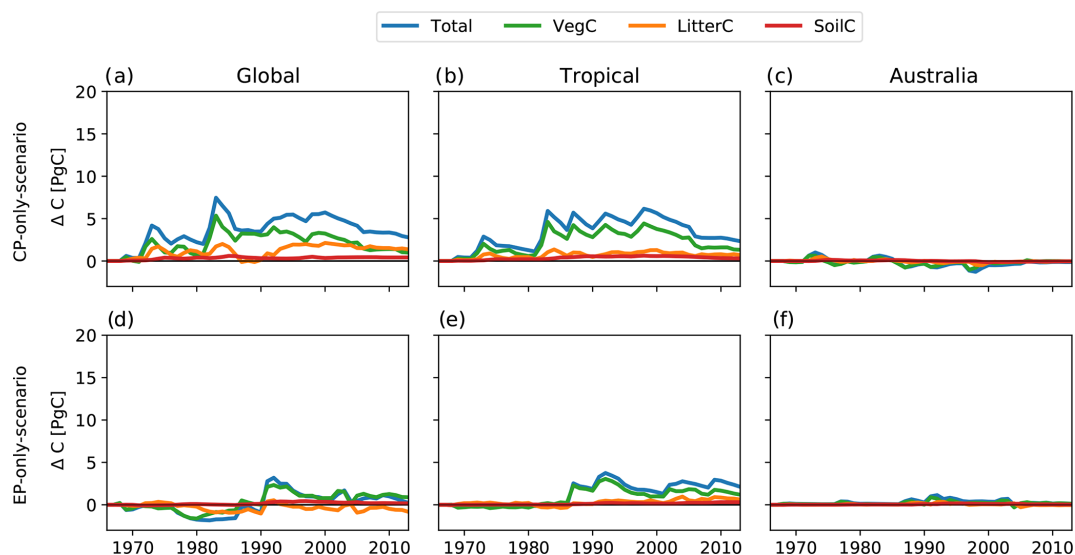 Total VegC LitterC SoilC
(a) Global (b) Tropical (c) Australia
CP-only-scenario
Δ C [PgC]
20
15
10
5
0
(d) (e) (f)
EP-only-scenario
Δ C [PgC]
20
15
10
5
0
1970 1980 1990 2000 2010 1970 1980 1990 2000 2010 1970 1980 1990 2000 2010